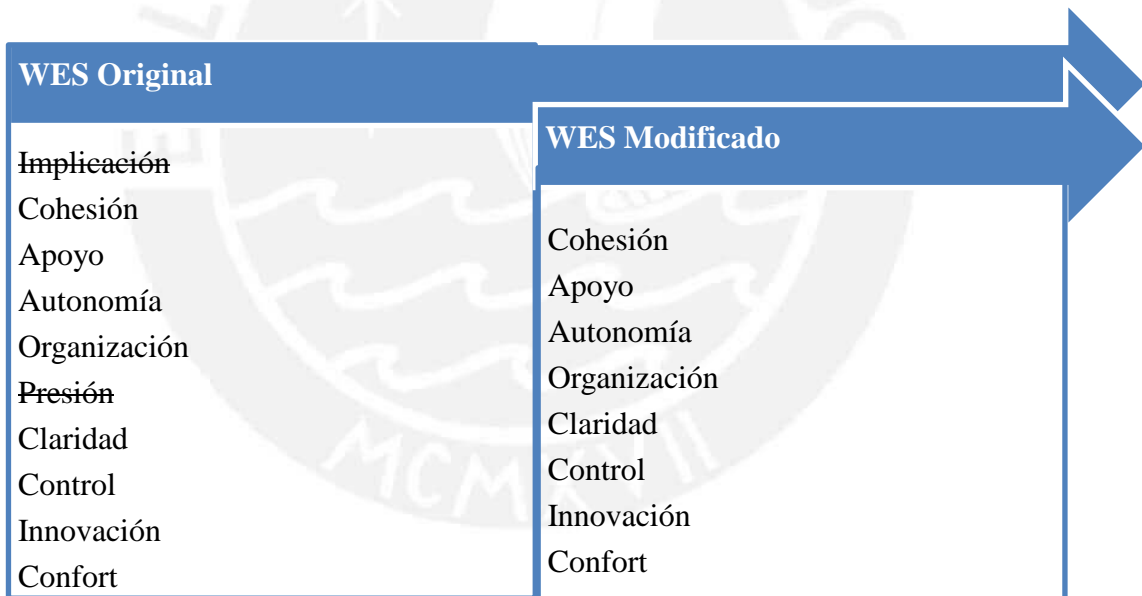 WES Original
~~Implicación~~
Cohesión
Apoyo
Autonomía
Organización
~~Presión~~
Claridad
Control
Innovación
Confort
WES Modificado
Cohesión
Apoyo
Autonomía
Organización
Claridad
Control
Innovación
Confort
MCMXVII